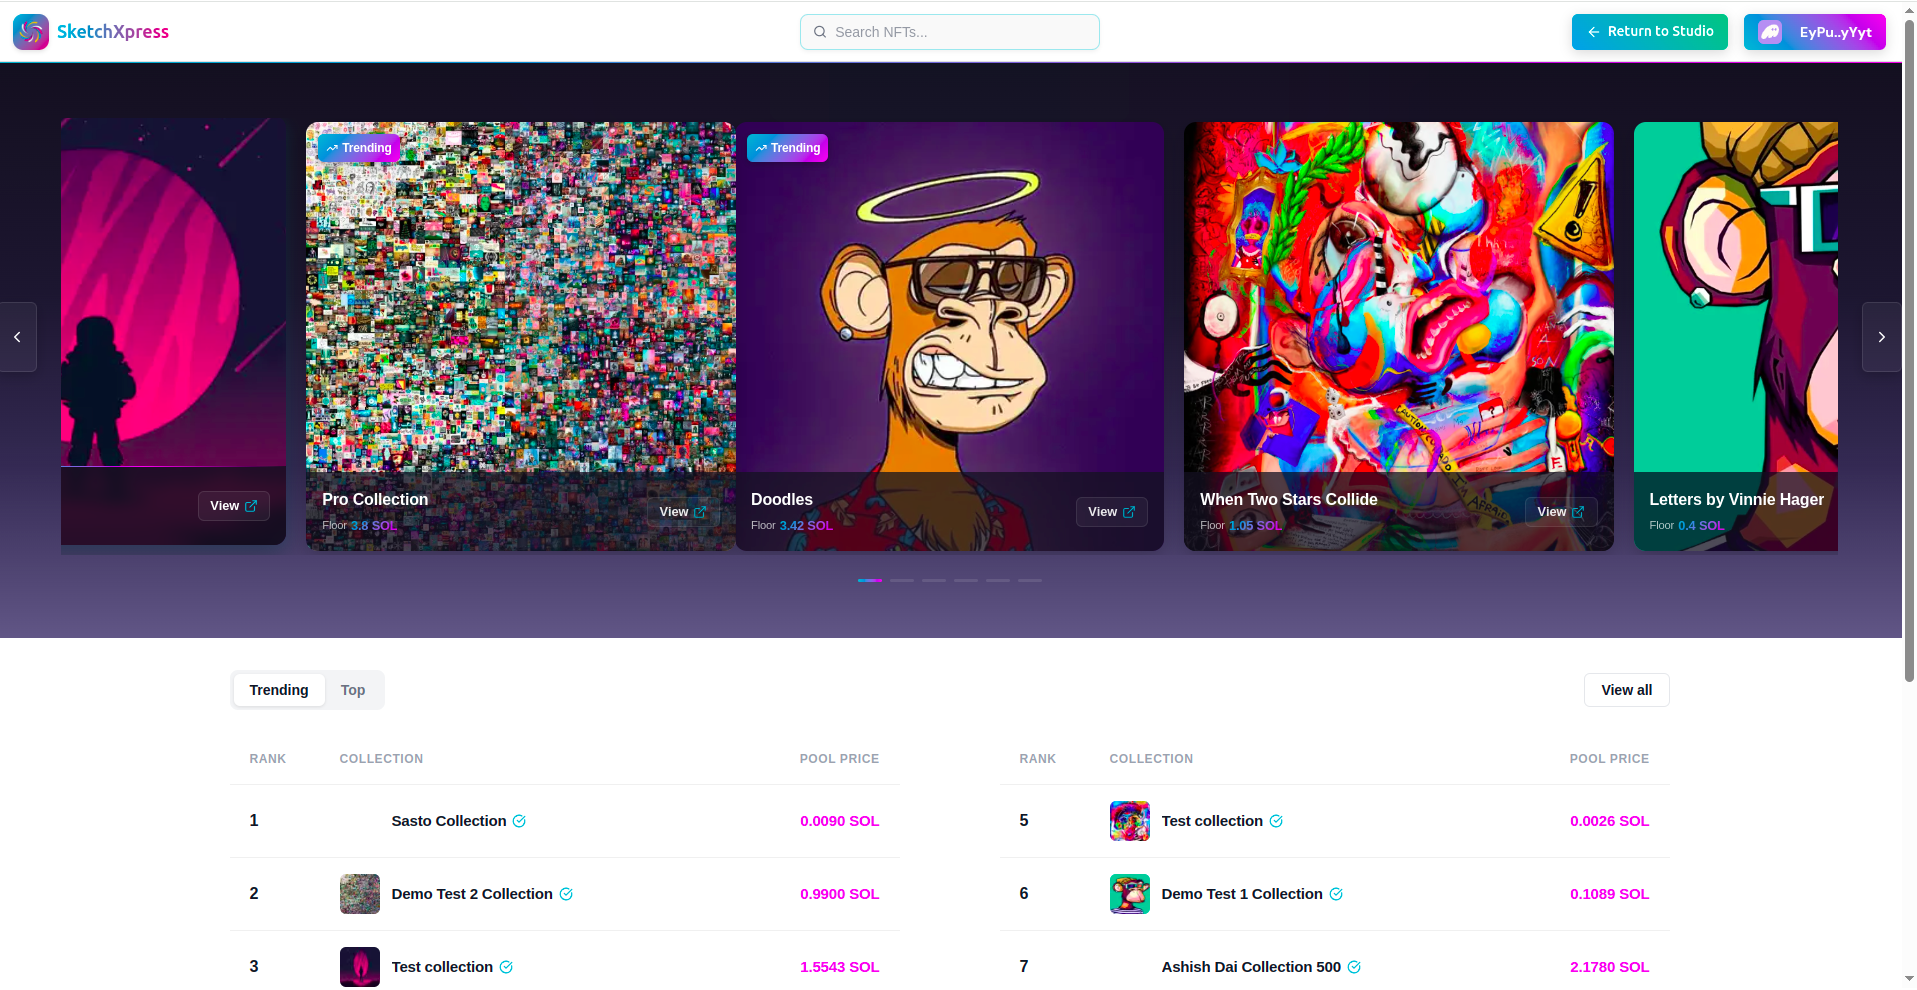 SketchXpress
Search NFTs...
Return to Studio
EyPu..yYyt
Trending
Trending
View
Pro Collection
Floor 3.8 SOL
View
Doodles
Floor 3.42 SOL
View
When Two Stars Collide
Floor 1.05 SOL
View
Letters by Vinnie Hager
Floor 0.4 SOL
Trending
Top
View all
RANK COLLECTION POOL PRICE
1 Sasto Collection 0.0090 SOL
2 Demo Test 2 Collection 0.9900 SOL
3 Test collection 1.5543 SOL
RANK COLLECTION POOL PRICE
5 Test collection 0.0026 SOL
6 Demo Test 1 Collection 0.1089 SOL
7 Ashish Dai Collection 500 2.1780 SOL